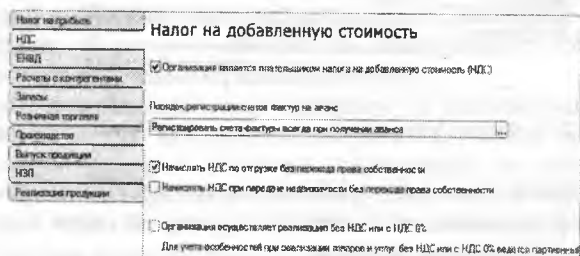 Налог на прибыль
НДС
ЕНВД
Расчеты с контрагентами
Запасы
Розничная торговля
Производство
Выпуск продукции
НЗП
Реализация продукции
Налог на добавленную стоимость
Организация является плательщиком налога на добавленную стоимость (НДС)
Порядок регистрации счетов-фактур на аванс
Регистрировать счета-фактуры всегда при получении аванса
...
Начислять НДС по отгрузке без перехода права собственности
Начислять НДС при передаче недвижимости без перехода права собственности
Организация осуществляет реализацию без НДС или с НДС 0%
Для учета особенностей при реализации товаров и услуг без НДС или с НДС 0% ведется партионный